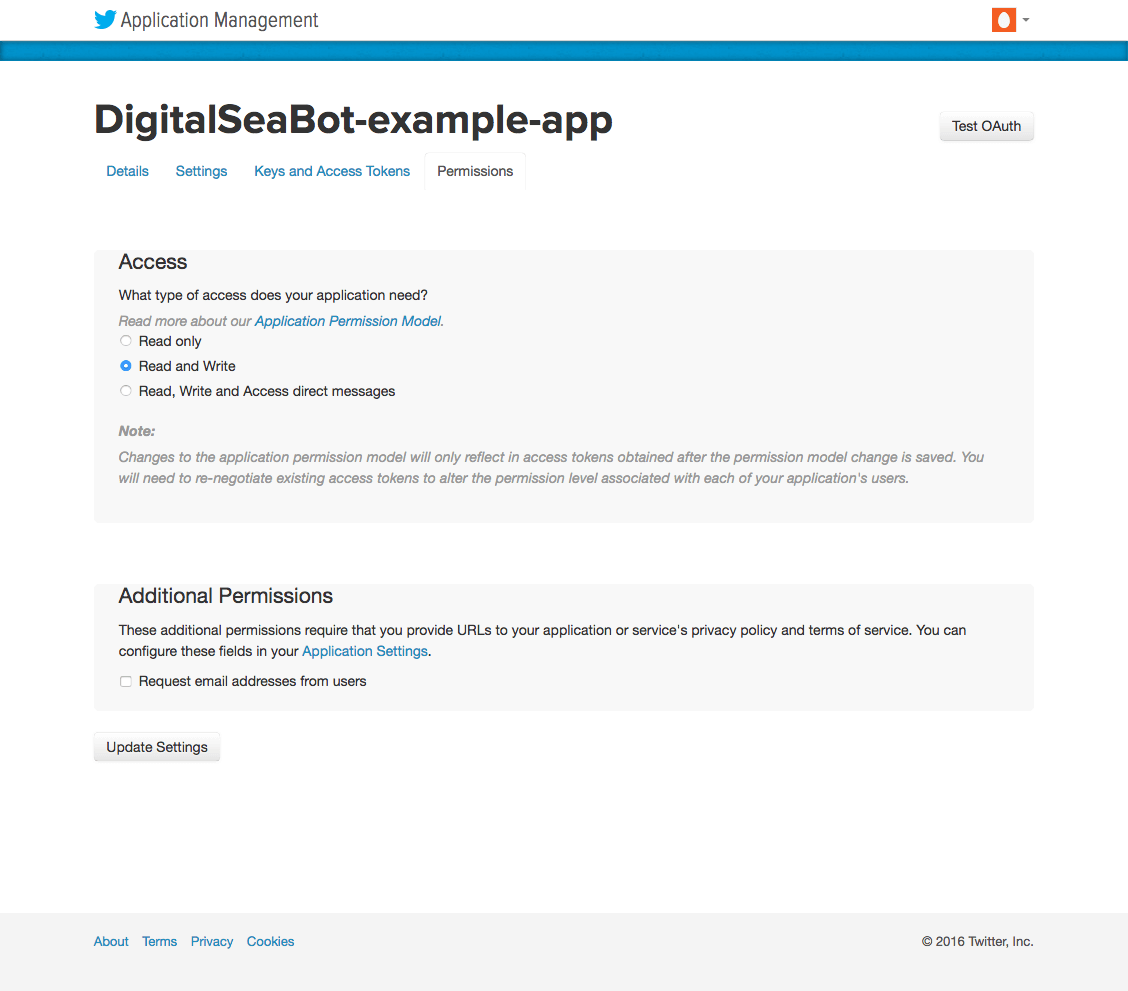 Application Management
DigitalSeaBot-example-app
Test OAuth
Details Settings Keys and Access Tokens Permissions
Access
What type of access does your application need?
Read more about our Application Permission Model.
Read only
Read and Write
Read, Write and Access direct messages
Note:
Changes to the application permission model will only reflect in access tokens obtained after the permission model change is saved. You
will need to re-negotiate existing access tokens to alter the permission level associated with each of your application's users.
Additional Permissions
These additional permissions require that you provide URLs to your application or service's privacy policy and terms of service. You can
configure these fields in your Application Settings.
Request email addresses from users
Update Settings
About Terms Privacy Cookies
© 2016 Twitter, Inc.